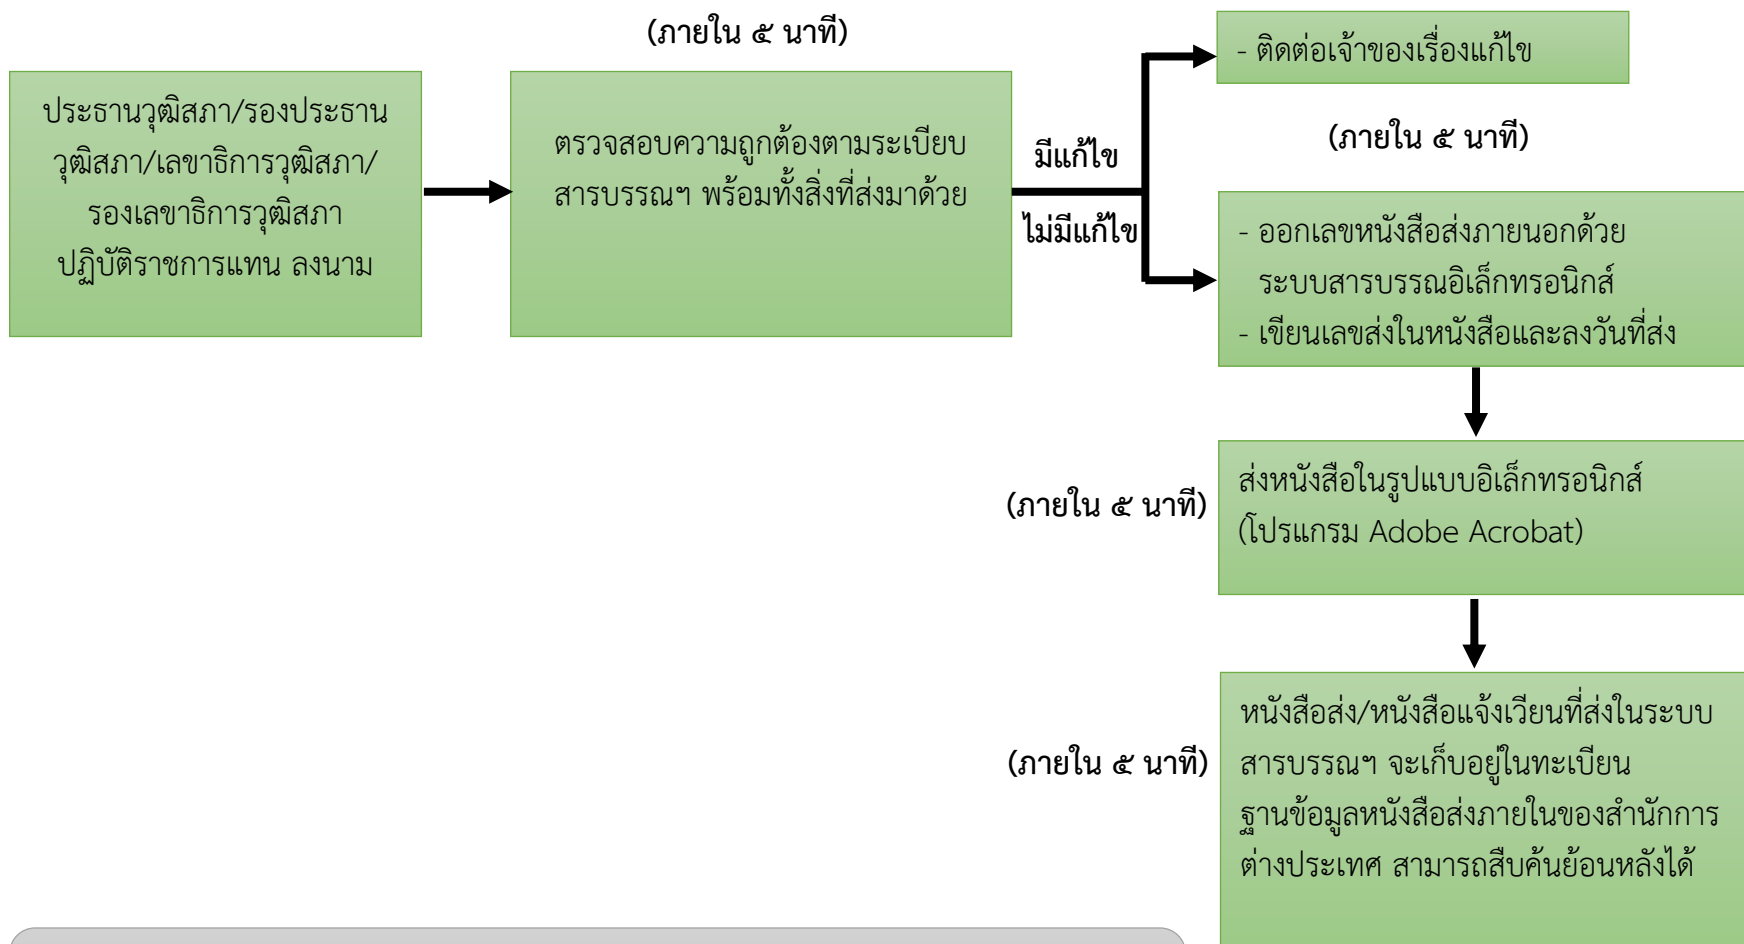 (ภายใน ๕ นาที)
ประธานวุฒิสภา/รองประธาน
วุฒิสภา/เลขาธิการวุฒิสภา/
รองเลขาธิการวุฒิสภา
ปฏิบัติราชการแทน ลงนาม
ตรวจสอบความถูกต้องตามระเบียบ
สารบรรณฯ พร้อมทั้งสิ่งที่ส่งมาด้วย
มีแก้ไข
ไม่มีแก้ไข
- ติดต่อเจ้าของเรื่องแก้ไข
(ภายใน ๕ นาที)
- ออกเลขหนังสือส่งภายนอกด้วย
ระบบสารบรรณอิเล็กทรอนิกส์
- เขียนเลขส่งในหนังสือและลงวันที่ส่ง
(ภายใน ๕ นาที)
ส่งหนังสือในรูปแบบอิเล็กทรอนิกส์
(โปรแกรม Adobe Acrobat)
(ภายใน ๕ นาที)
หนังสือส่ง/หนังสือแจ้งเวียนที่ส่งในระบบ
สารบรรณฯ จะเก็บอยู่ในทะเบียน
ฐานข้อมูลหนังสือส่งภายในของสำนักการ
ต่างประเทศ สามารถสืบค้นย้อนหลังได้